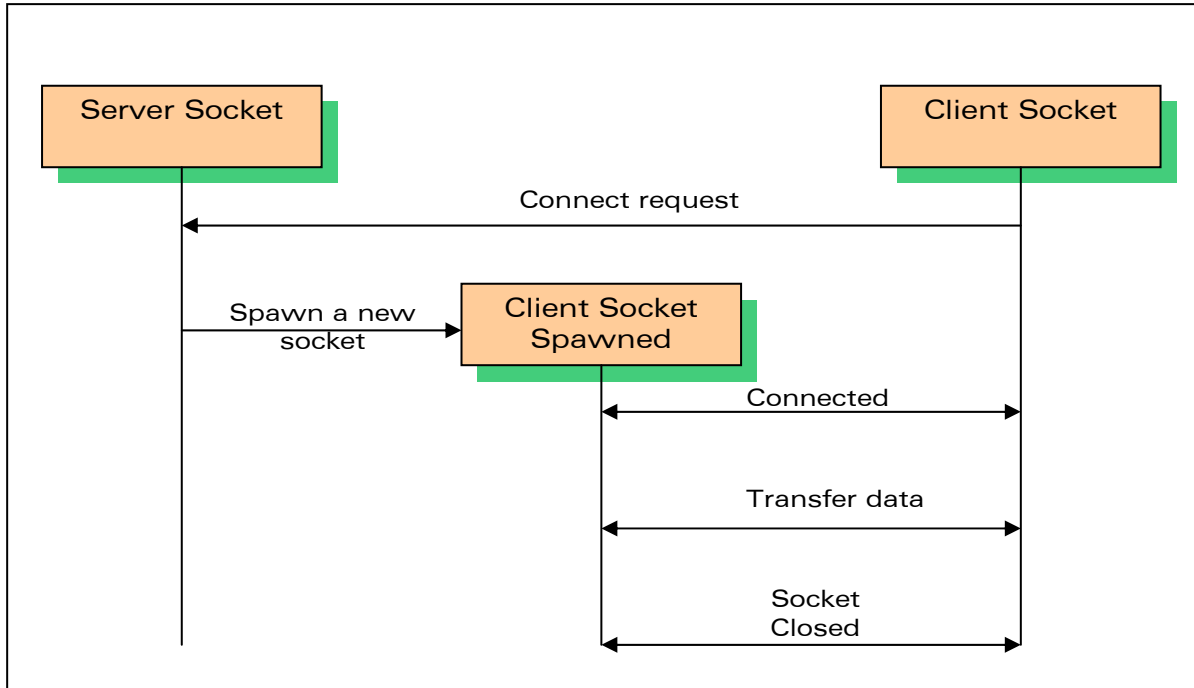 Server Socket
Client Socket
Connect request
Spawn a new
socket
Client Socket
Spawned
Connected
Transfer data
Socket
Closed